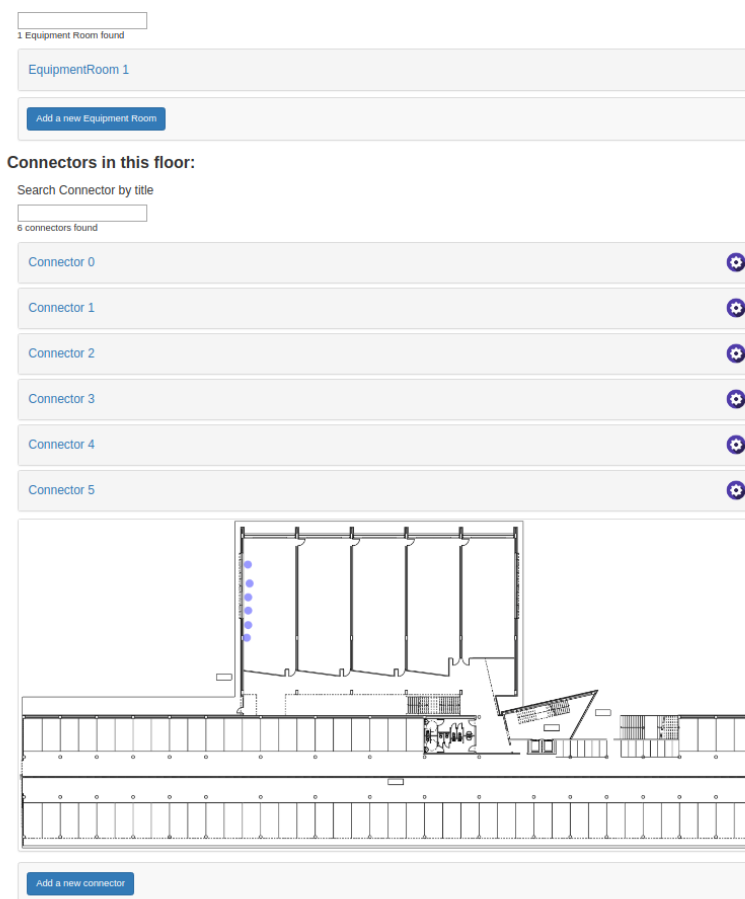 1 Equipment Room found
EquipmentRoom 1
Add a new Equipment Room
Connectors in this floor:
Search Connector by title
6 connectors found
Connector 0
Connector 1
Connector 2
Connector 3
Connector 4
Connector 5
Add a new connector